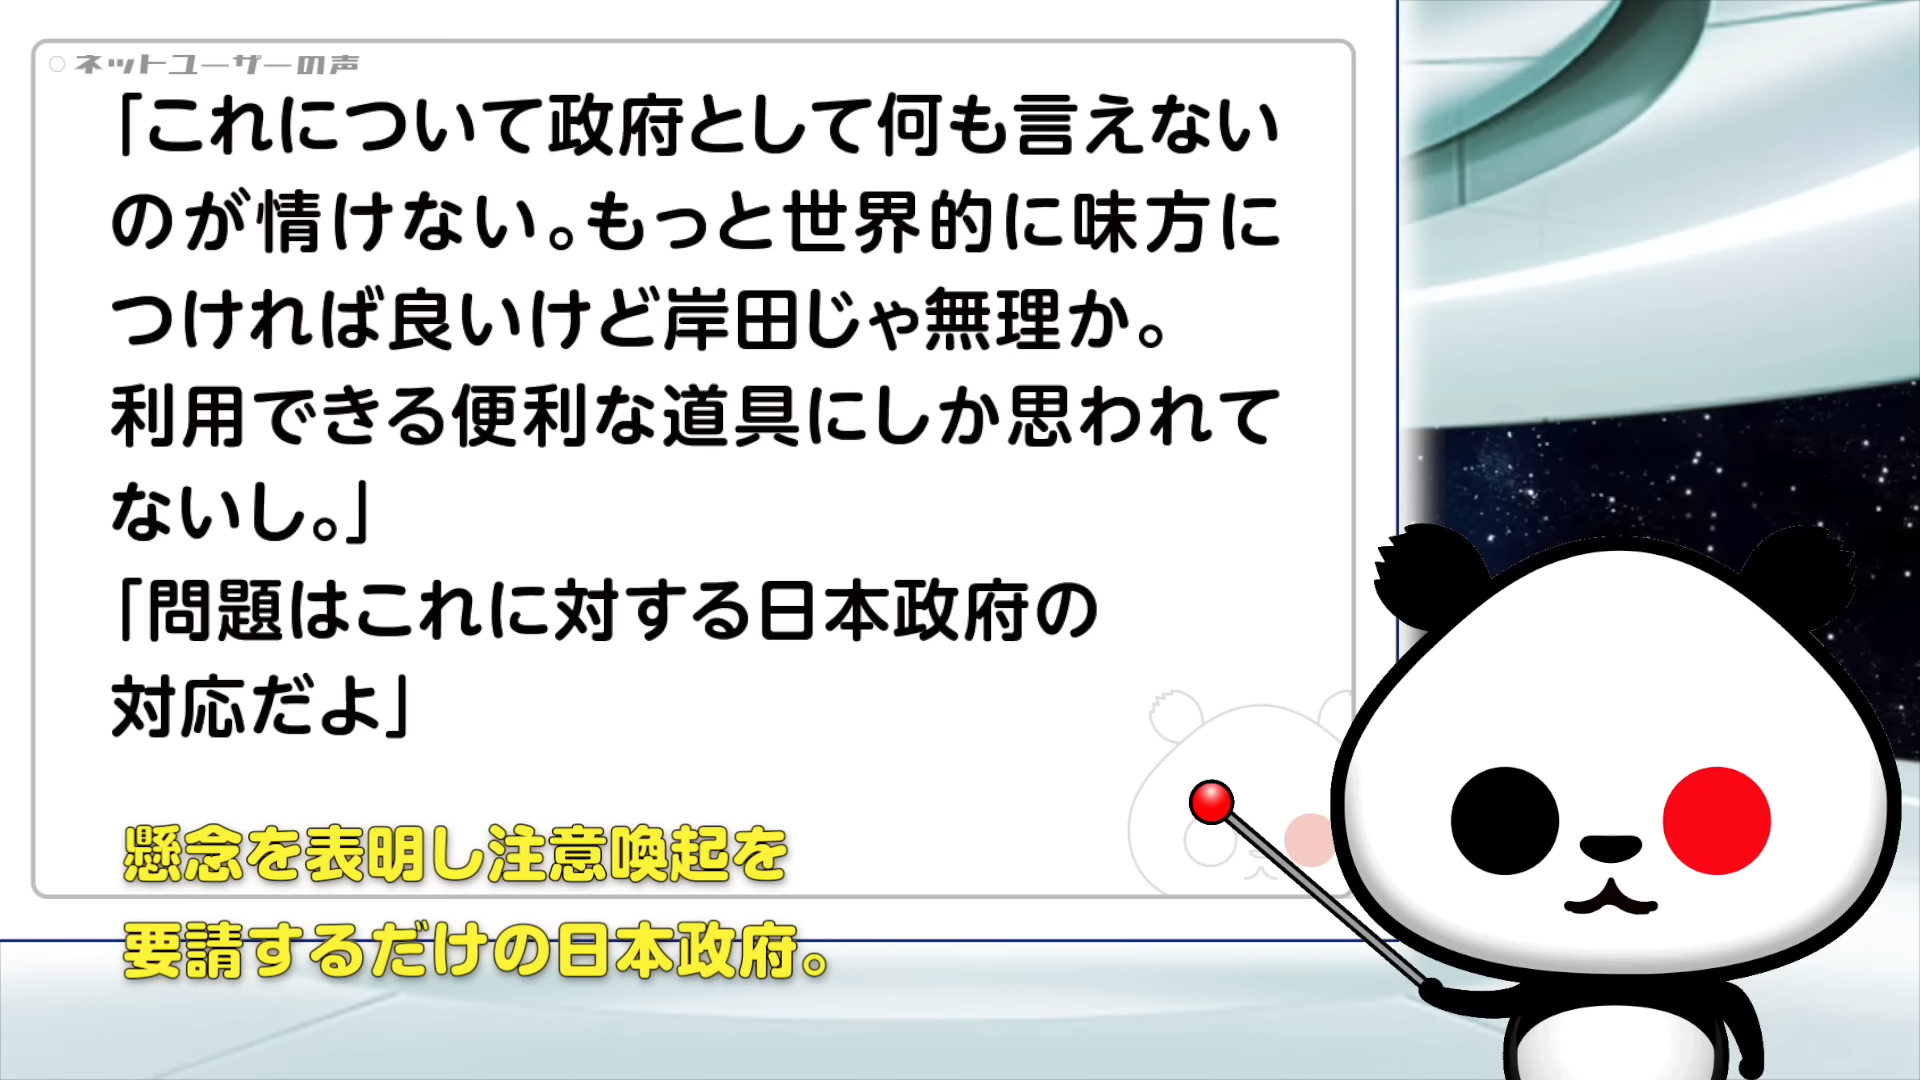 ネットユーザーの声
「これについて政府として何も言えない
のが情けない。もっと世界的に味方に
つければ良いけど岸田じゃ無理か。
利用できる便利な道具にしか思われて
ないし。」
「問題はこれに対する日本政府の
対応だよ」
懸念を表明し注意喚起を
要請するだけの日本政府。